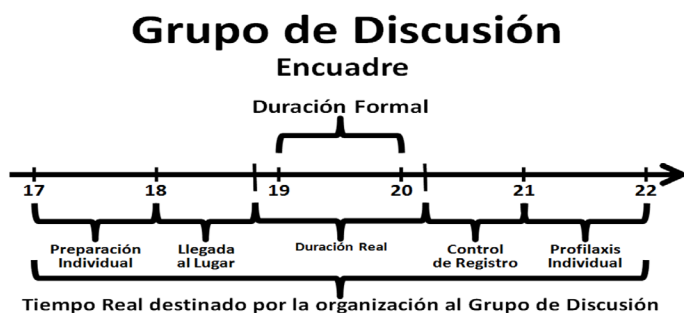 Grupo de Discusión
Encuadre
Duración Formal
17 18 19 20 21 22
Preparación Individual
Llegada al Lugar
Duración Real
Control de Registro
Profilaxis Individual
Tiempo Real destinado por la organización al Grupo de Discusión